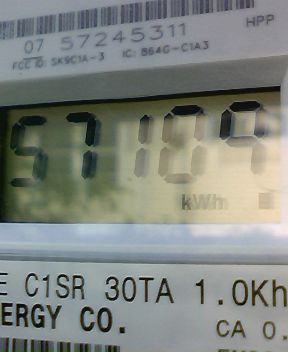 HPP
07 57245311
FCC ID: SK9C1A-3 IC: 864G-C1A3
57109
kWh
E C1SR 30TA 1.0Kh
ERGY CO.
CA 0.